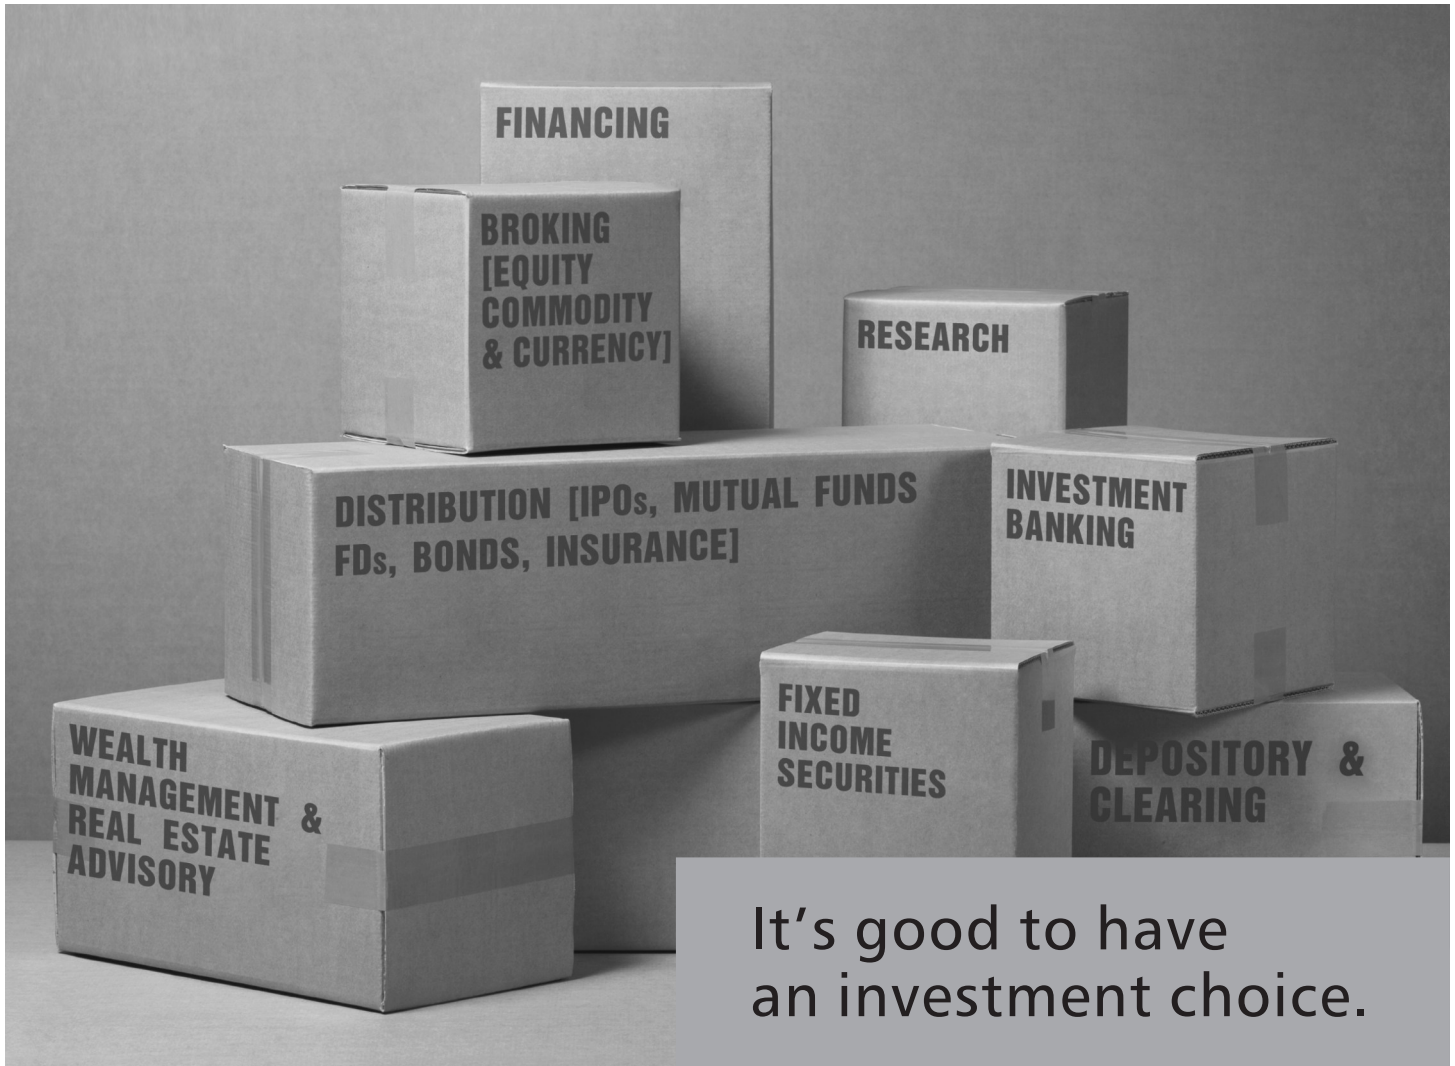 FINANCING
BROKING
[EQUITY
COMMODITY
& CURRENCY]
RESEARCH
DISTRIBUTION [IPOs, MUTUAL FUNDS
FDs, BONDS, INSURANCE]
INVESTMENT
BANKING
FIXED
INCOME
SECURITIES
DEPOSITORY &
CLEARING
WEALTH
MANAGEMENT &
REAL ESTATE
ADVISORY
It's good to have
an investment choice.